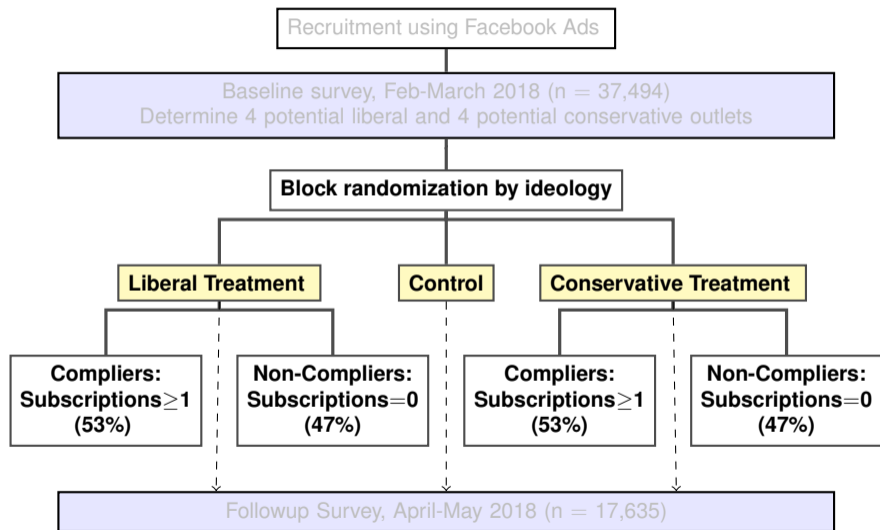 Recruitment using Facebook Ads
Baseline survey, Feb-March 2018 (n = 37,494)
Determine 4 potential liberal and 4 potential conservative outlets
Block randomization by ideology
Liberal Treatment
Control
Conservative Treatment
Compliers:
Subscriptions≥1
(53%)
Non-Compliers:
Subscriptions=0
(47%)
Compliers:
Subscriptions≥1
(53%)
Non-Compliers:
Subscriptions=0
(47%)
Followup Survey, April-May 2018 (n = 17,635)